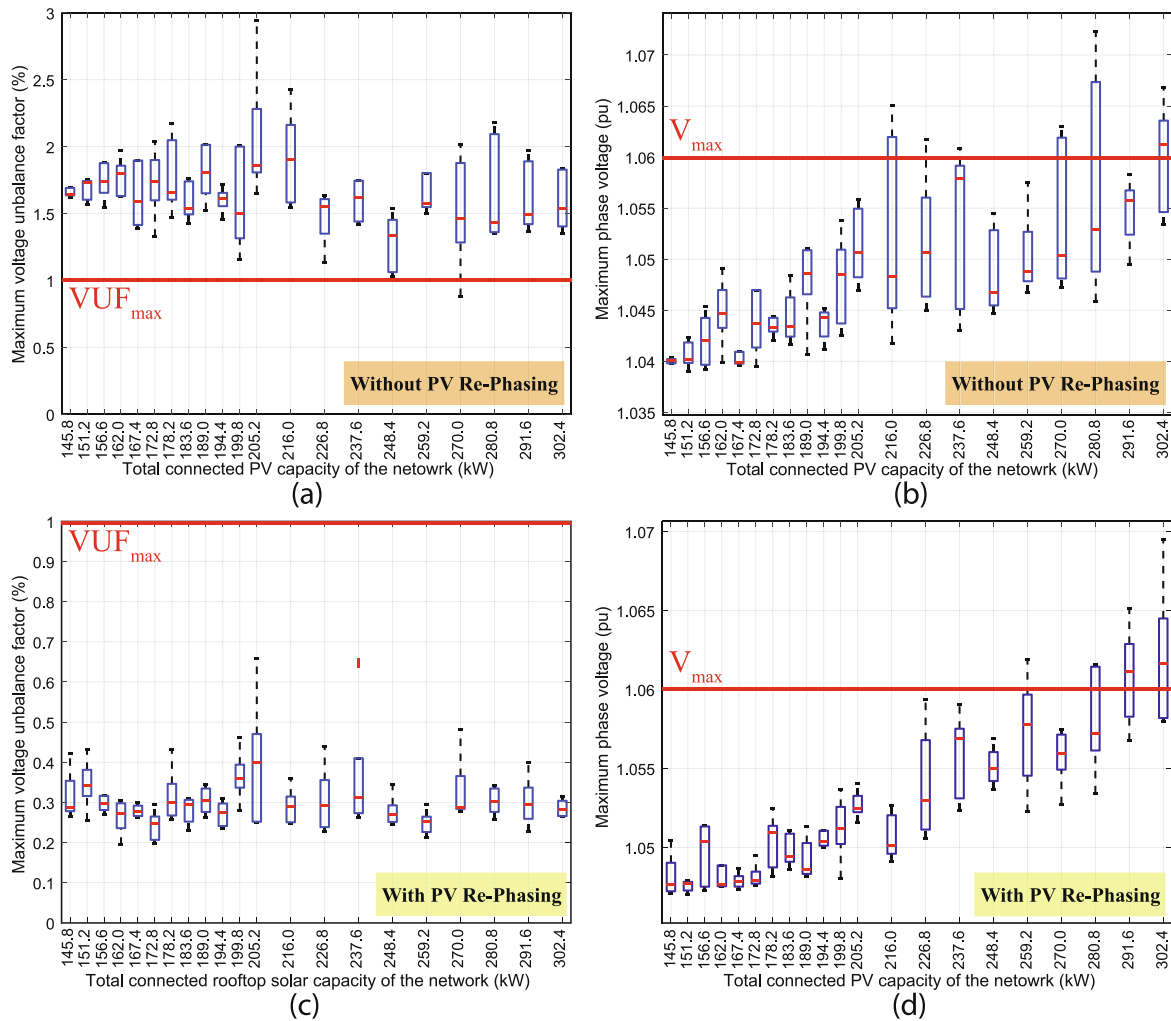 (a)
Maximum voltage unbalance factor (%)
3
2.5
2
1.5
1
0.5
0
VUF max
Without PV Re-Phasing
145.8 151.2 156.6 162.0 167.4 172.8 178.2 183.6 189.0 194.4 199.8 205.2 216.0 226.8 237.6 248.4 259.2 270.0 280.8 291.6 302.4
Total connected PV capacity of the netowrk (kW)
(b)
Maximum phase voltage (pu)
1.07
1.065
1.06
1.055
1.05
1.045
1.04
1.035
V max
Without PV Re-Phasing
145.8 151.2 156.6 162.0 167.4 172.8 178.2 183.6 189.0 194.4 199.8 205.2 216.0 226.8 237.6 248.4 259.2 270.0 280.8 291.6 302.4
Total connected PV capacity of the netowrk (kW)
(c)
Maximum voltage unbalance factor (%)
1
0.9
0.8
0.7
0.6
0.5
0.4
0.3
0.2
0.1
0
VUF max
With PV Re-Phasing
145.8 151.2 156.6 162.0 167.4 172.8 178.2 183.6 189.0 194.4 199.8 205.2 216.0 226.8 237.6 248.4 259.2 270.0 280.8 291.6 302.4
Total connected rooftop solar capacity of the network (kW)
(d)
Maximum phase voltage (pu)
1.07
1.065
1.06
1.055
1.05
V max
With PV Re-Phasing
145.8 151.2 156.6 162.0 167.4 172.8 178.2 183.6 189.0 194.4 199.8 205.2 216.0 226.8 237.6 248.4 259.2 270.0 280.8 291.6 302.4
Total connected PV capacity of the netowrk (kW)